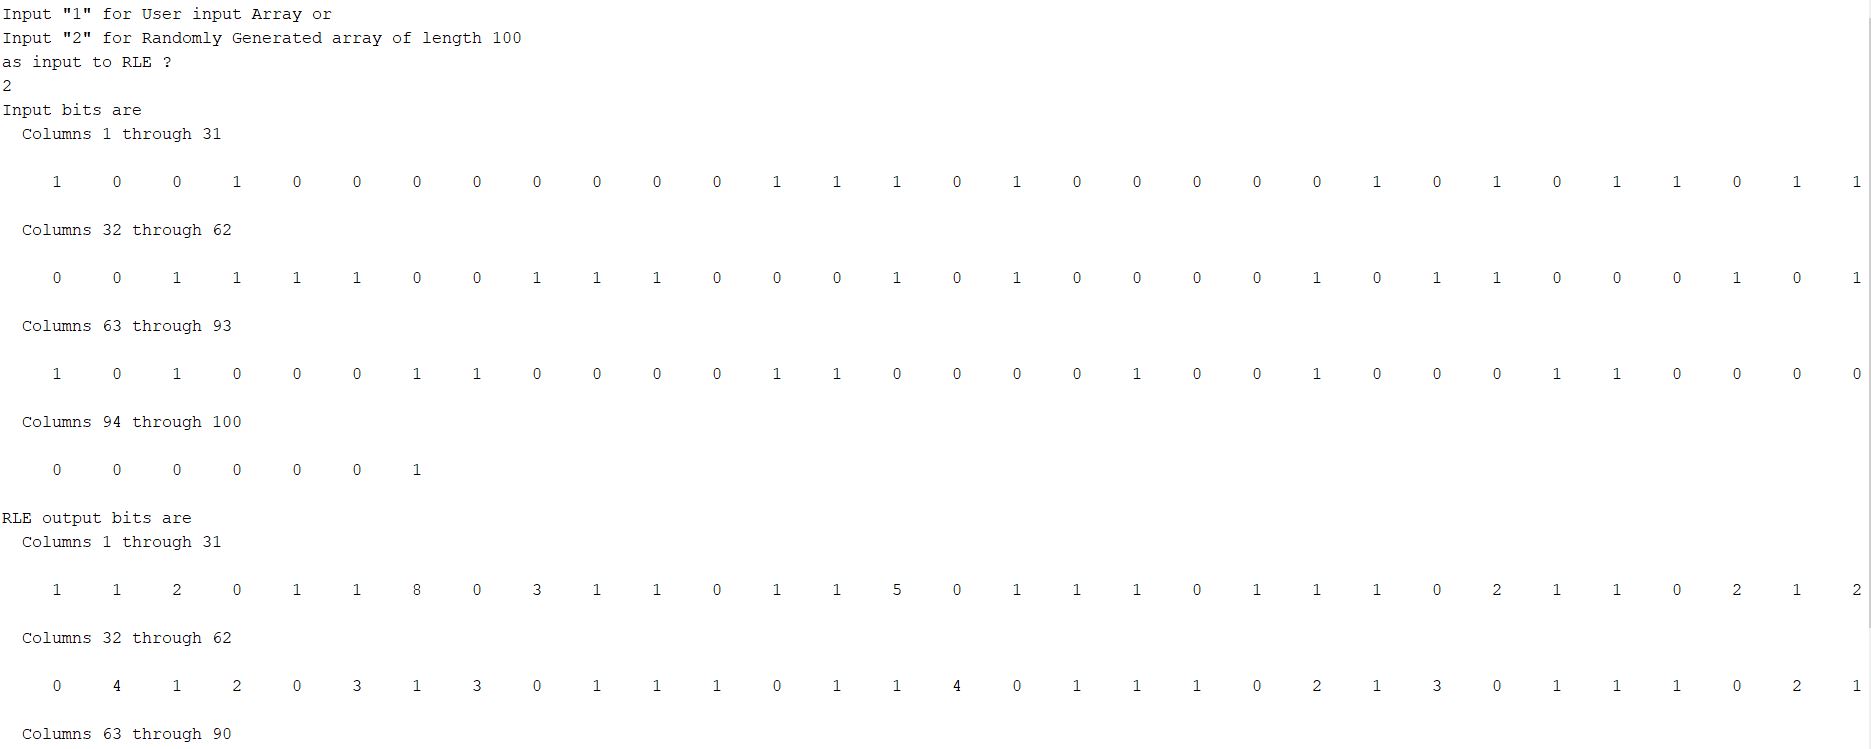 Input "1" for User input Array or
Input "2" for Randomly Generated array of length 100
as input to RLE ?
2
Input bits are
Columns 1 through 31
1 0 0 1 0 0 0 0 0 0 0 0 1 1 1 0 1 0 0 0 0 0 1 0 1 0 1 1 0 1 1
Columns 32 through 62
0 0 1 1 1 1 0 0 1 1 1 0 0 0 1 0 1 0 0 0 0 1 0 1 1 0 0 0 1 0 1
Columns 63 through 93
1 0 1 0 0 0 1 1 0 0 0 0 1 1 0 0 0 0 1 0 0 1 0 0 0 1 1 0 0 0 0
Columns 94 through 100
0 0 0 0 0 0 1
RLE output bits are
Columns 1 through 31
1 1 2 0 1 1 8 0 3 1 1 0 1 1 5 0 1 1 1 0 1 1 1 0 2 1 1 0 2 1 2
Columns 32 through 62
0 4 1 2 0 3 1 3 0 1 1 1 0 1 1 4 0 1 1 1 0 2 1 3 0 1 1 1 0 2 1
Columns 63 through 90